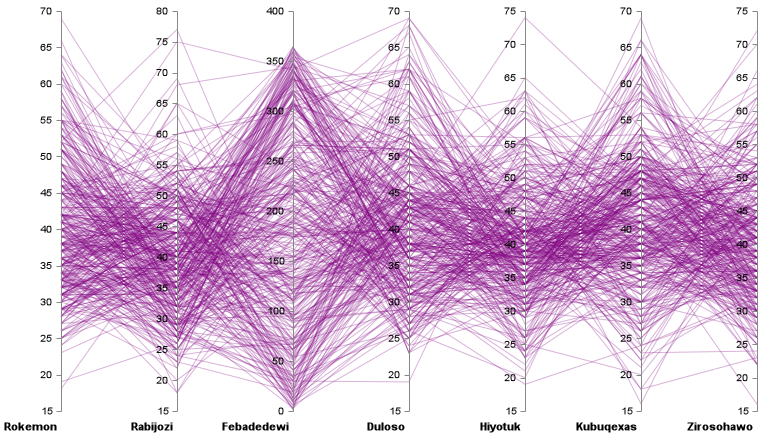 70 80 400 70 75 70 75
65 75 350 65 70 65 70
60 70 300 60 65 60 65
55 65 250 55 60 55 60
50 60 200 50 55 50 55
45 55 150 45 50 45 50
40 50 100 40 45 40 45
35 45 50 35 40 35 40
30 40 0 30 35 30 35
25 35 25 30 25 30
20 30 20 25 20 25
15 25 15 20 15 20
20 15 15
15
Rokemon Rabijozi Febadedewi Duloso Hiyotuk Kubuqexas Zirosohawo